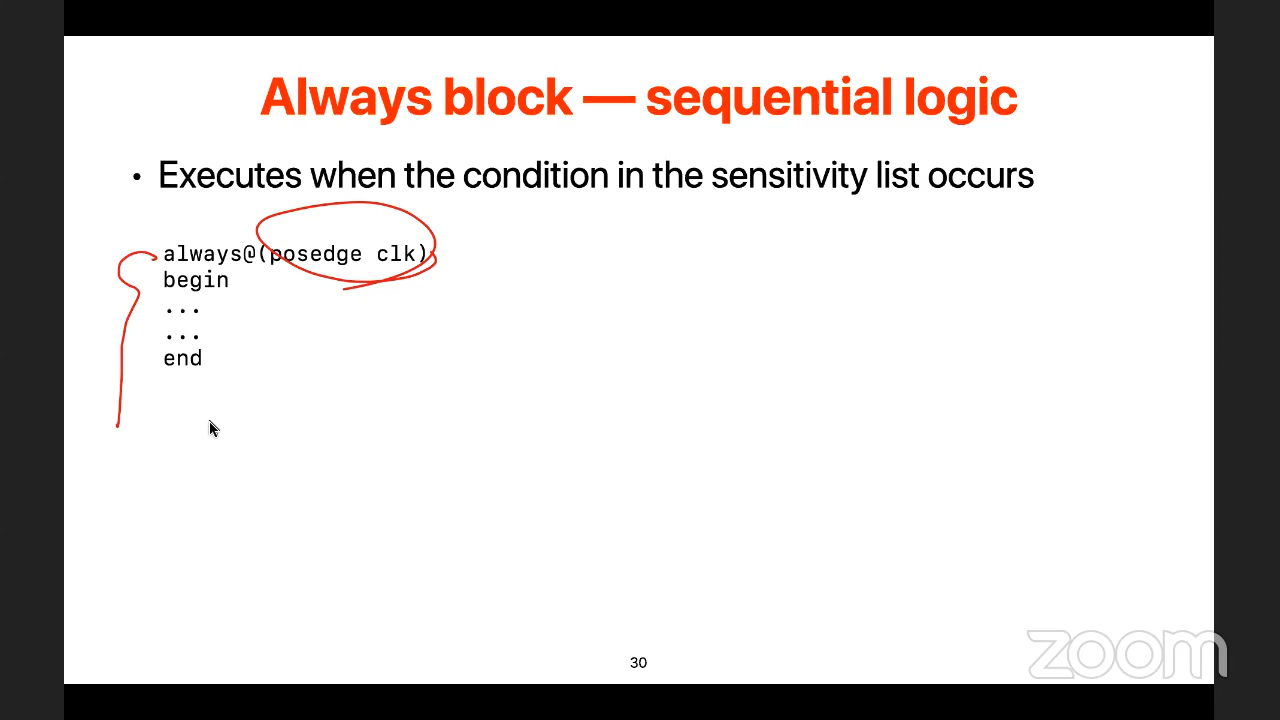 Always block — sequential logic
• Executes when the condition in the sensitivity list occurs
always@(posedge clk)
begin
...
...
end
30
zoom